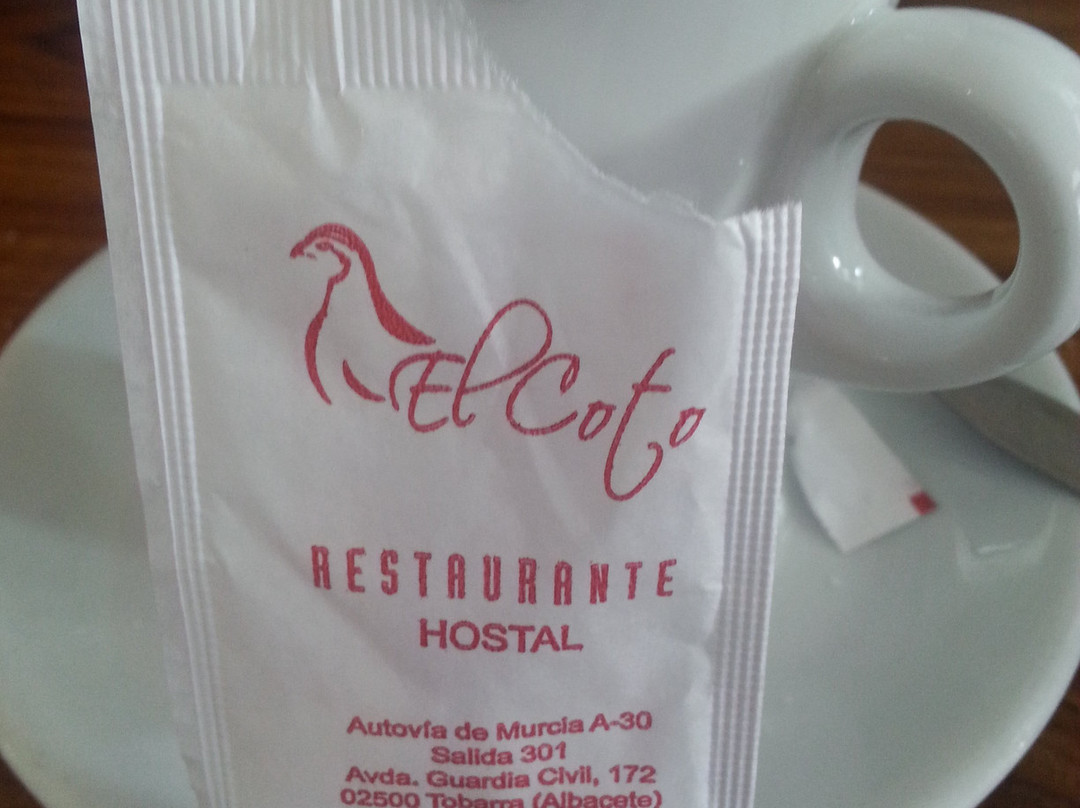 El Coto
RESTAURANTE
HOSTAL
Autovía de Murcia A-30
Salida 301
Avda. Guardia Civil, 172
02500 Tobarra (Albacete)